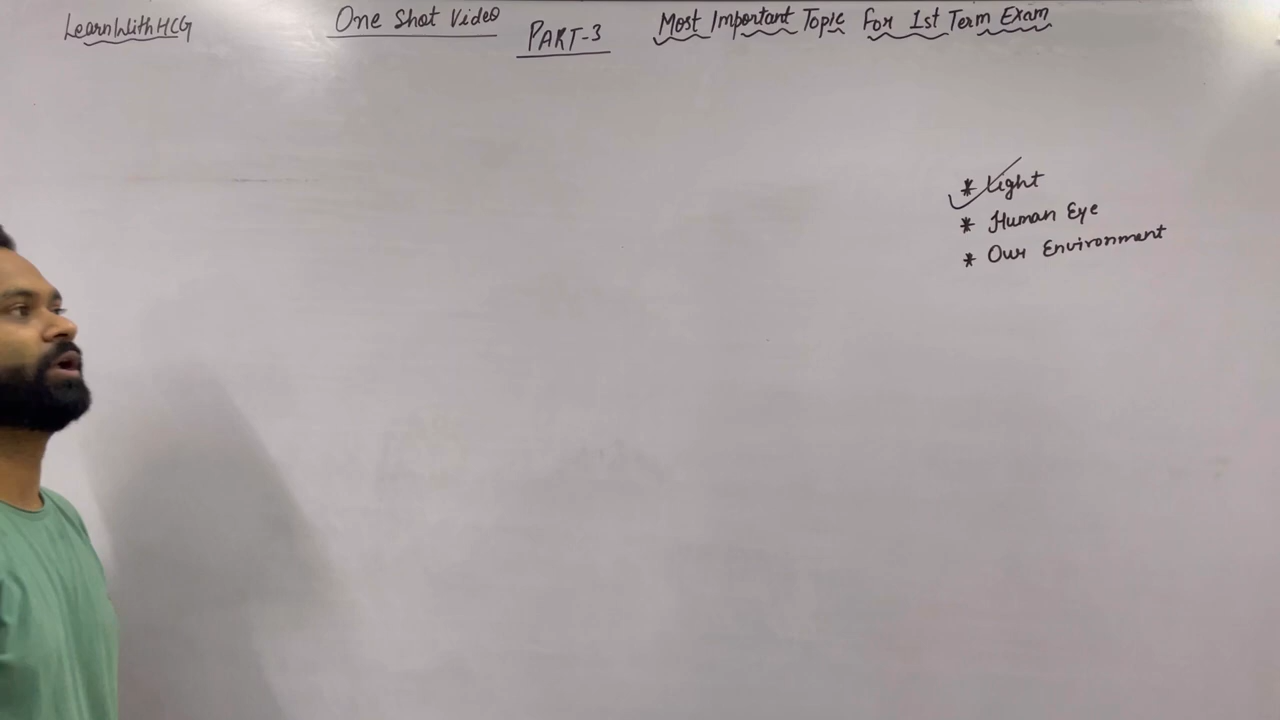 LearnWithHCG
One Shot Video
PART-3
Most Important Topic For 1st Term Exam
* Light
* Human Eye
* Our Environment